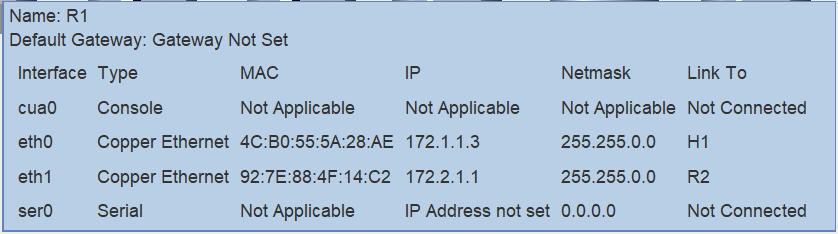 Name: R1
Default Gateway: Gateway Not Set
Interface Type MAC IP Netmask Link To
cua0 Console Not Applicable Not Applicable Not Applicable Not Connected
eth0 Copper Ethernet 4C:B0:55:5A:28:AE 172.1.1.3 255.255.0.0 H1
eth1 Copper Ethernet 92:7E:88:4F:14:C2 172.2.1.1 255.255.0.0 R2
ser0 Serial Not Applicable IP Address not set 0.0.0.0 Not Connected